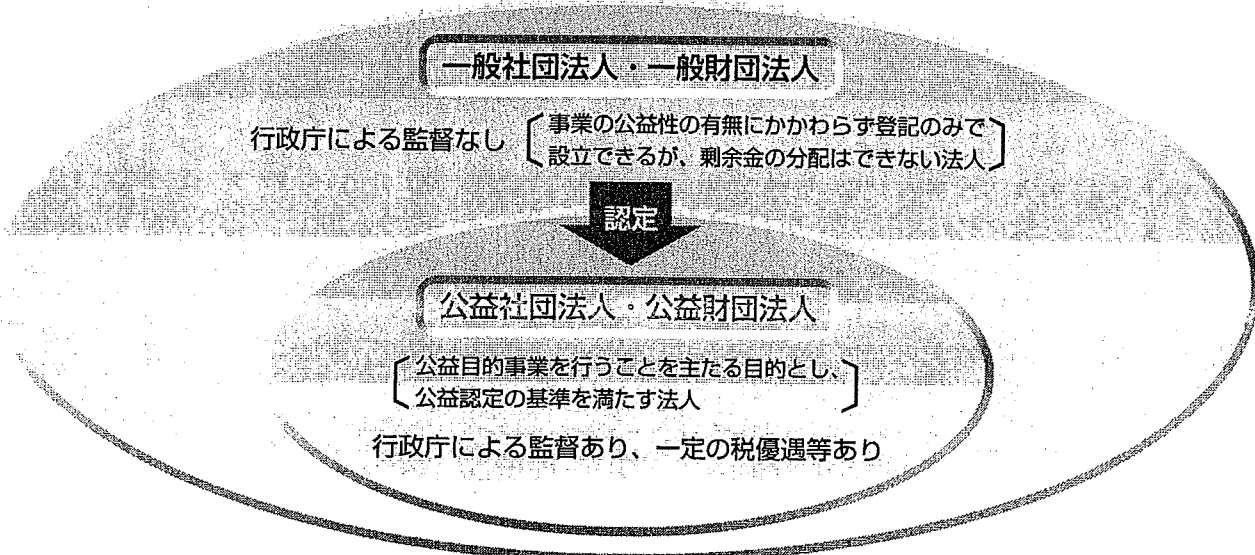 一般社団法人・一般財団法人
行政庁による監督なし
事業の公益性の有無にかかわらず登記のみで
設立できるが、剰余金の分配はできない法人
認定
公益社団法人・公益財団法人
公益目的事業を行うことを主たる目的とし、
公益認定の基準を満たす法人
行政庁による監督あり、一定の税優遇等あり